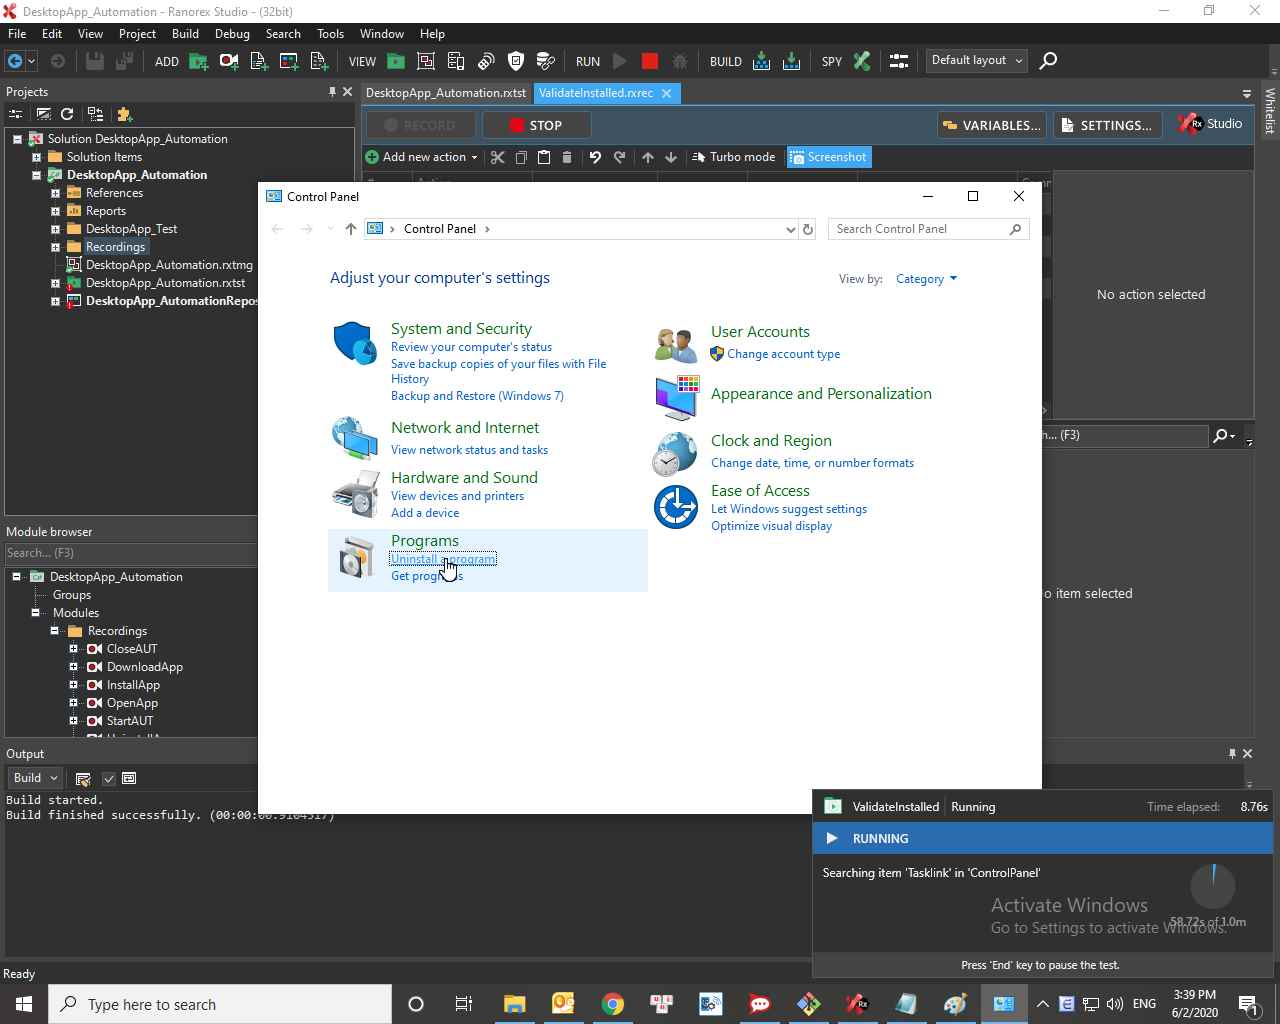 DesktopApp_Automation - Ranorex Studio - (32bit)
File Edit View Project Build Debug Search Tools Window Help
ADD VIEW RUN BUILD SPY Default layout
Projects
DesktopApp_Automation.rxtst ValidateInstalled.rxrec
Whitelist
RECORD STOP VARIABLES... SETTINGS... Rx Studio
Add new action Turbo mode Screenshot
Solution DesktopApp_Automation
Solution Items
DesktopApp_Automation
References
Reports
DesktopApp_Test
Recordings
DesktopApp_Automation.rxtmg
DesktopApp_Automation.rxtst
DesktopApp_AutomationRepos
Control Panel
Control Panel
Search Control Panel
Adjust your computer's settings
View by: Category
System and Security
Review your computer's status
Save backup copies of your files with File
History
Backup and Restore (Windows 7)
Network and Internet
View network status and tasks
Hardware and Sound
View devices and printers
Add a device
Programs
Uninstall a program
Get programs
User Accounts
Change account type
Appearance and Personalization
Clock and Region
Change date, time, or number formats
Ease of Access
Let Windows suggest settings
Optimize visual display
No action selected
h... (F3)
o item selected
Module browser
Search... (F3)
DesktopApp_Automation
Groups
Modules
Recordings
CloseAUT
DownloadApp
InstallApp
OpenApp
StartAUT
Output
Build
Build started.
Build finished successfully.
ValidateInstalled Running Time elapsed: 8.76s
RUNNING
Searching item 'Tasklink' in 'ControlPanel'
58.72s of 1.0m
Activate Windows
Go to Settings to activate Windows.
Press 'End' key to pause the test.
Ready
Type here to search
ENG
3:39 PM
6/2/2020
1